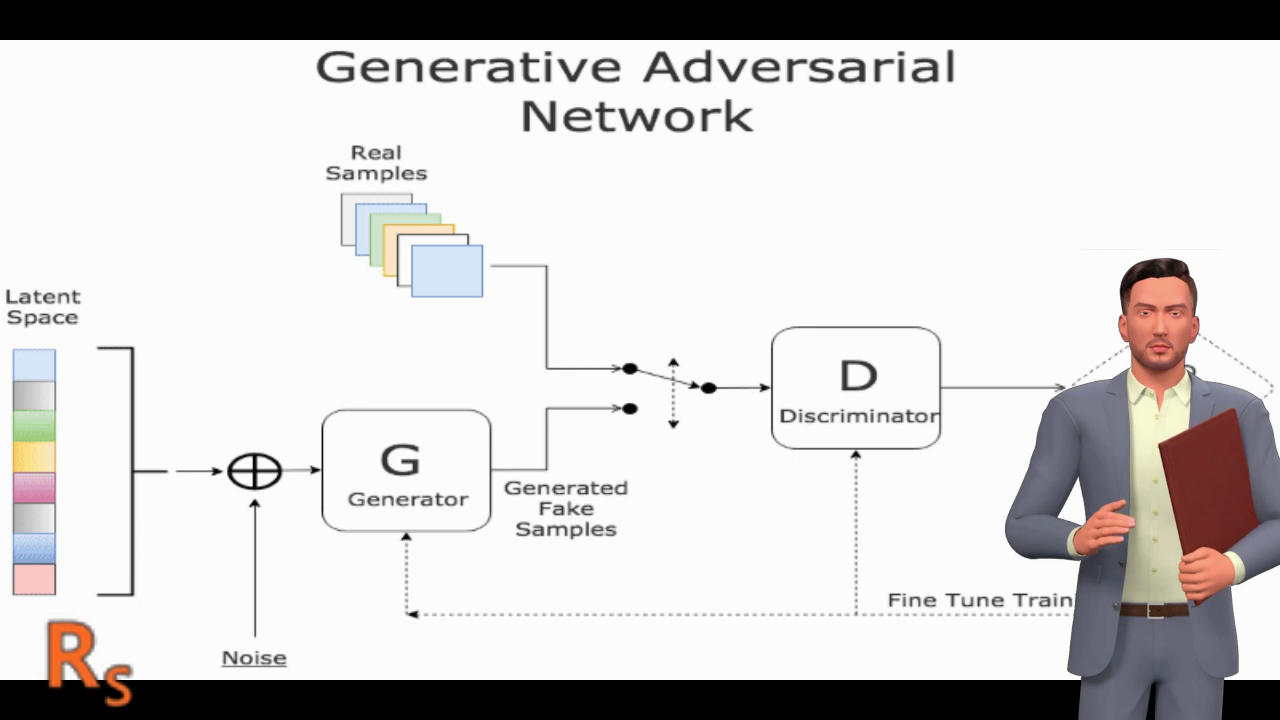 Generative Adversarial
Network
Real
Samples
Latent
Space
D
Discriminator
G
Generator
Generated
Fake
Samples
Fine Tune Train
Noise
Rs